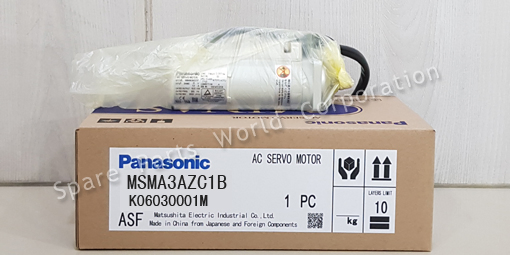 Panasonic
Spare Parts World Corporation
Panasonic
AC SERVO MOTOR
MSMA3AZC1B
K06030001M
1 PC
LAYERS LIMIT
kg
10
ASF
Matsushita Electric Industrial Co., Ltd.
Made in China from Japanese and Foreign Components